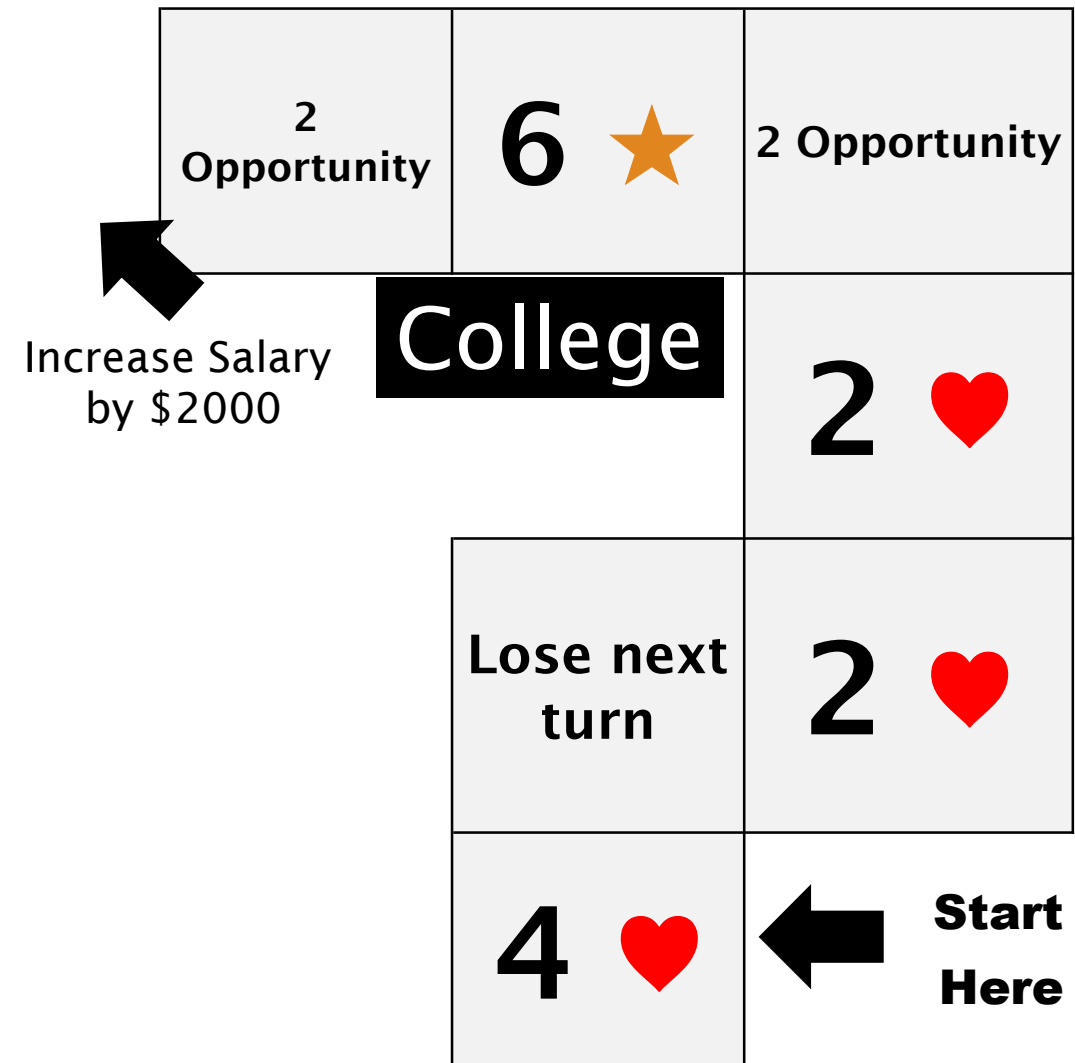 2
Opportunity
6
2 Opportunity
College
Increase Salary
by $2000
2
Lose next
turn
2
4
Start
Here